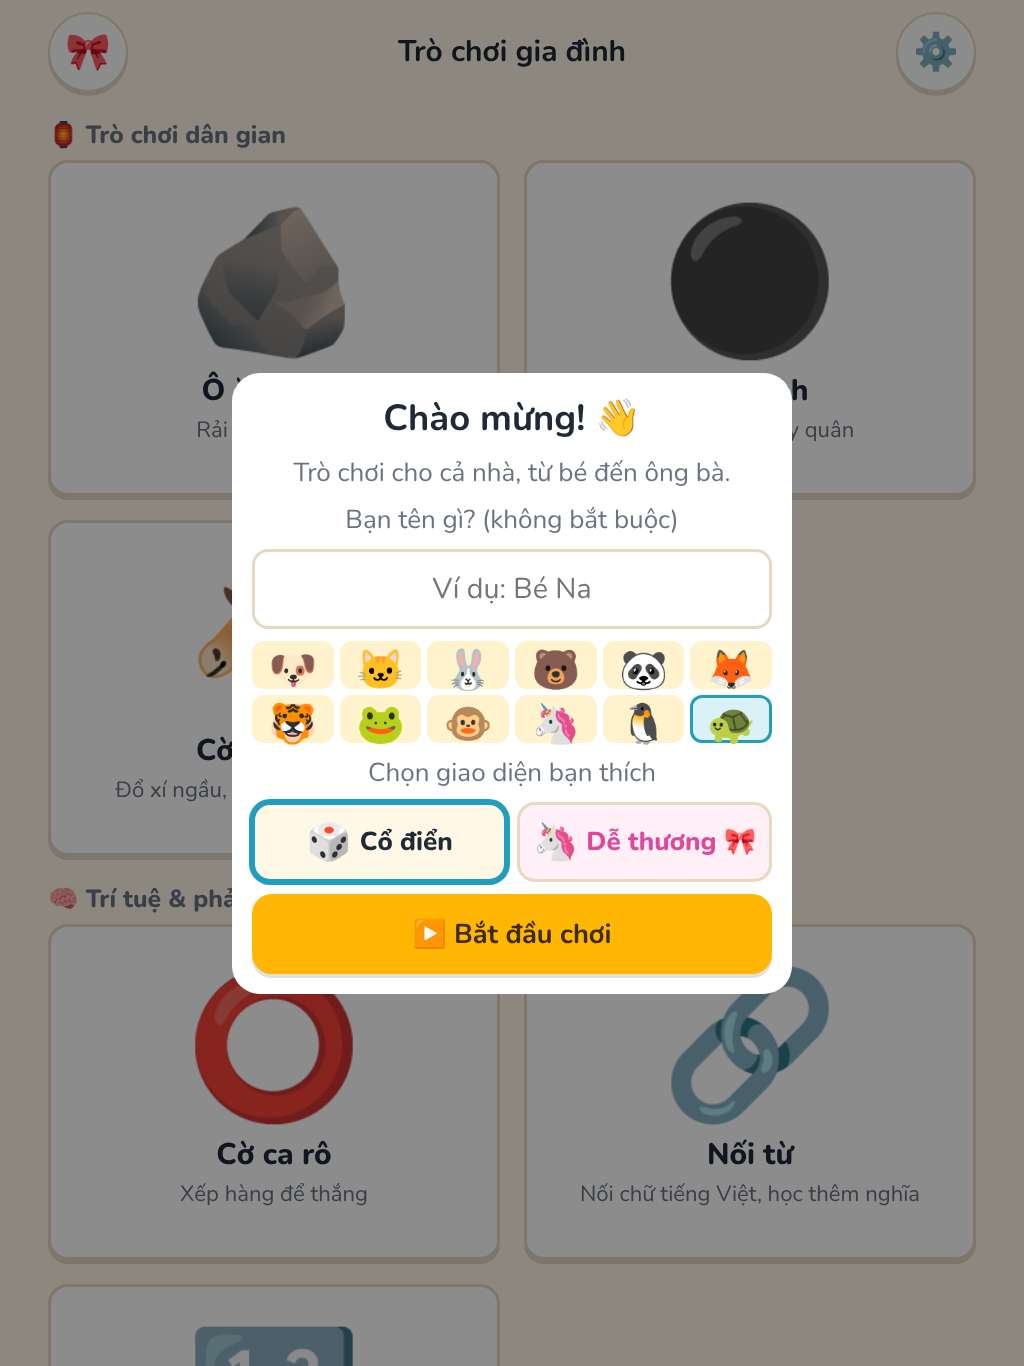 Trò chơi gia đình
Trò chơi dân gian
Ô
h
Rải
quân
Chào mừng!
Trò chơi cho cả nhà, từ bé đến ông bà.
Bạn tên gì? (không bắt buộc)
Ví dụ: Bé Na
Chọn giao diện bạn thích
Cổ điển
Dễ thương
Bắt đầu chơi
Cờ
Đổ xí ngầu,
Trí tuệ &
Cờ ca rô
Xếp hàng để thắng
Nối từ
Nối chữ tiếng Việt, học thêm nghĩa